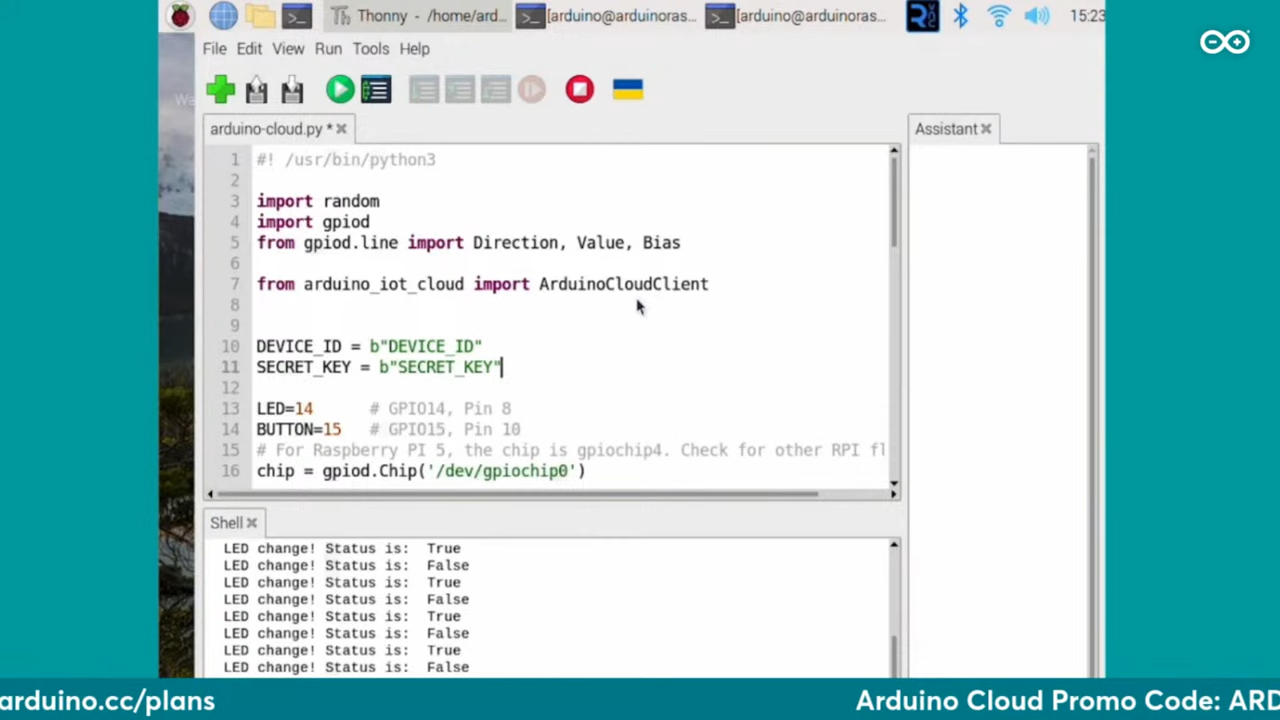 Thonny - /home/ard...
[arduino@arduinoras...
[arduino@arduinoras...
15:23
File Edit View Run Tools Help
arduino-cloud.py *
Assistant
1 #! /usr/bin/python3
2
3 import random
4 import gpiod
5 from gpiod.line import Direction, Value, Bias
6
7 from arduino_iot_cloud import ArduinoCloudClient
8
9
10 DEVICE_ID = b"DEVICE_ID"
11 SECRET_KEY = b"SECRET_KEY"
12
13 LED=14 # GPIO14, Pin 8
14 BUTTON=15 # GPIO15, Pin 10
15 # For Raspberry PI 5, the chip is gpiochip4. Check for other RPI fl
16 chip = gpiod.Chip('/dev/gpiochip0')
Shell
LED change! Status is: True
LED change! Status is: False
LED change! Status is: True
LED change! Status is: False
LED change! Status is: True
LED change! Status is: False
LED change! Status is: True
LED change! Status is: False
arduino.cc/plans
Arduino Cloud Promo Code: ARD